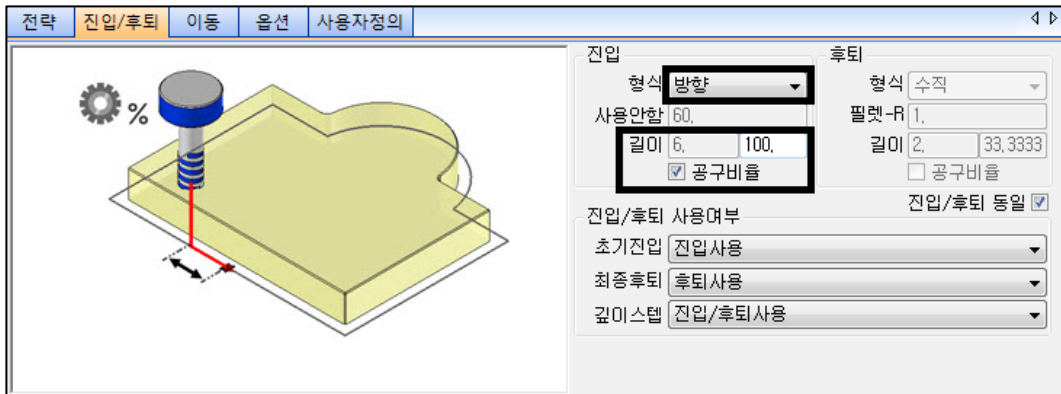 전략 진입/후퇴 이동 옵션 사용자정의
%
진입
형식 방향
사용안함 60,
길이 6, 100,
공구비율
후퇴
형식 수직
필렛-R 1,
길이 2, 33,3333
공구비율
진입/후퇴 동일
진입/후퇴 사용여부
초기진입 진입사용
최종후퇴 후퇴사용
깊이스텝 진입/후퇴사용